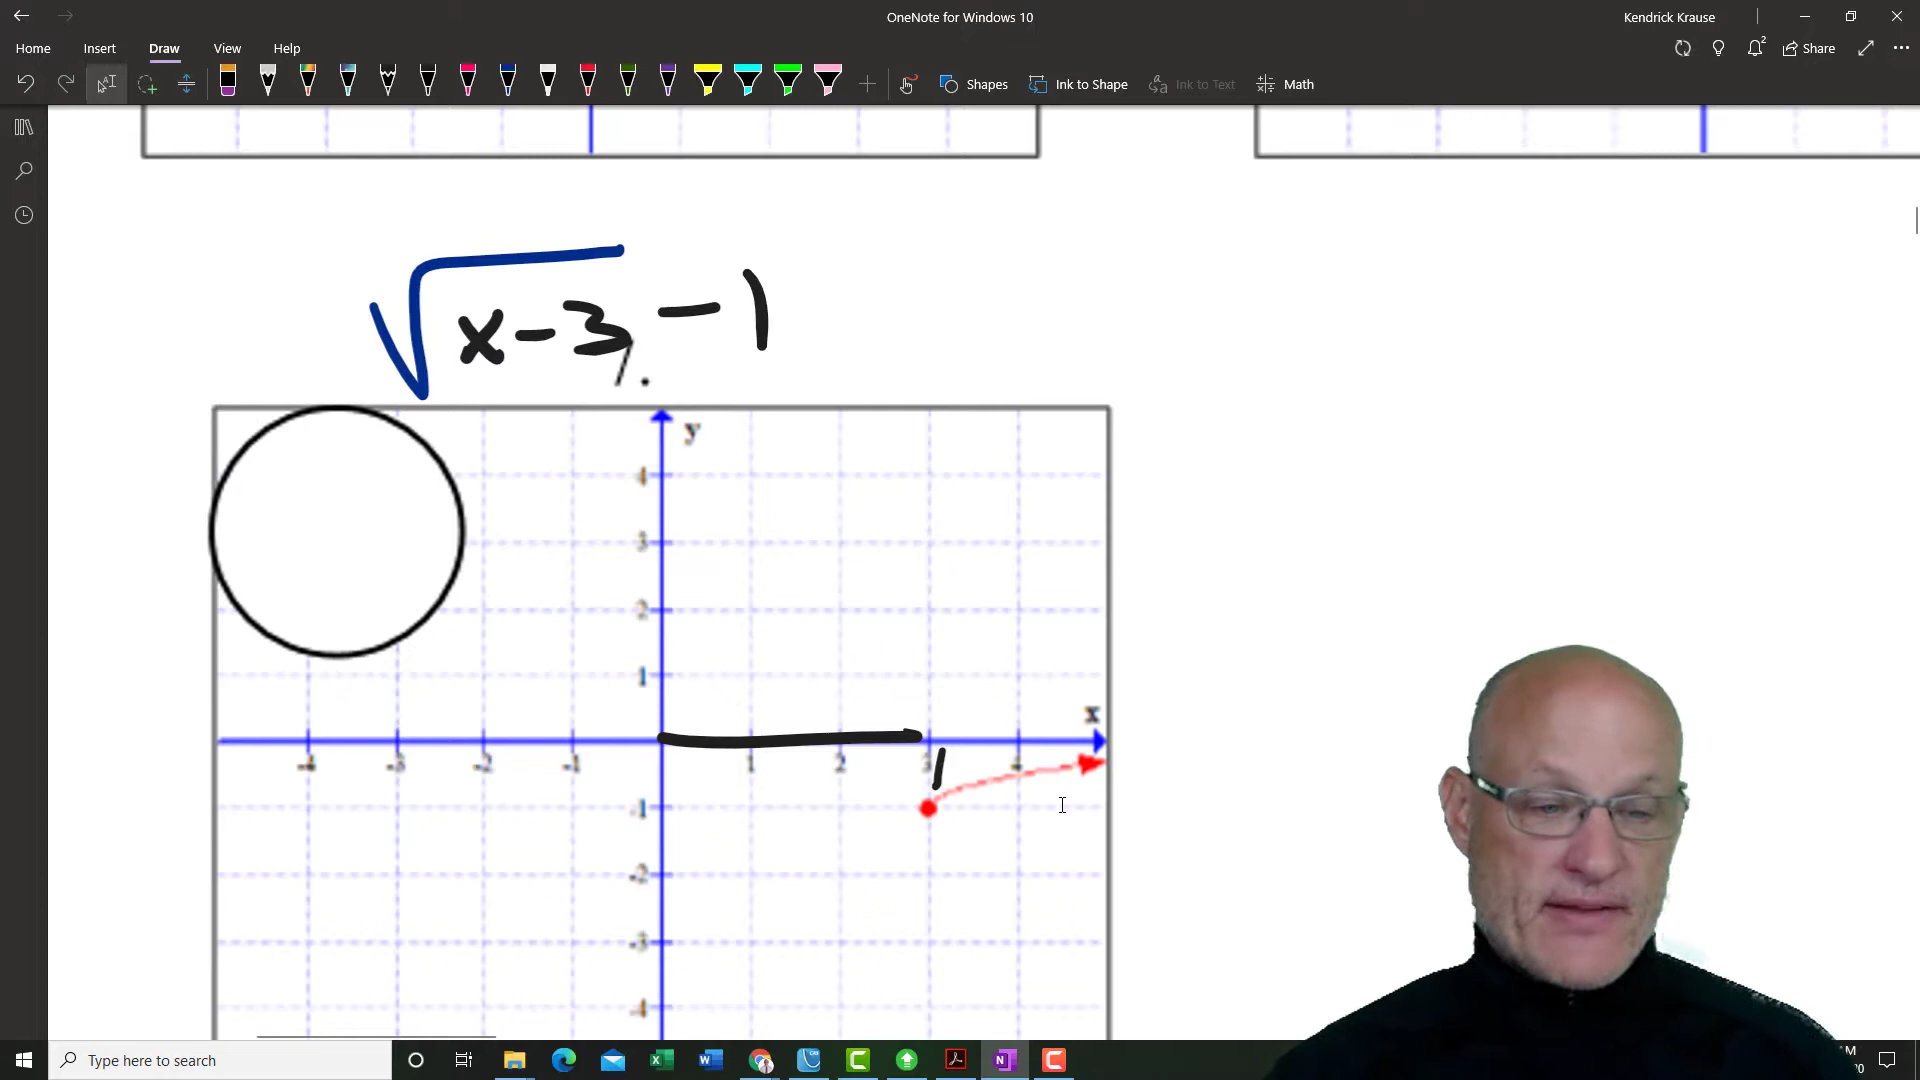 OneNote for Windows 10
Kendrick Krause
Home Insert Draw View Help
2 Share
Shapes Ink to Shape Ink to Text Math
√x-3 - 1
y
4
3
2
1
x
-4 -3 -2 -1 1 2 3 4
-1
-2
-3
-4
Type here to search